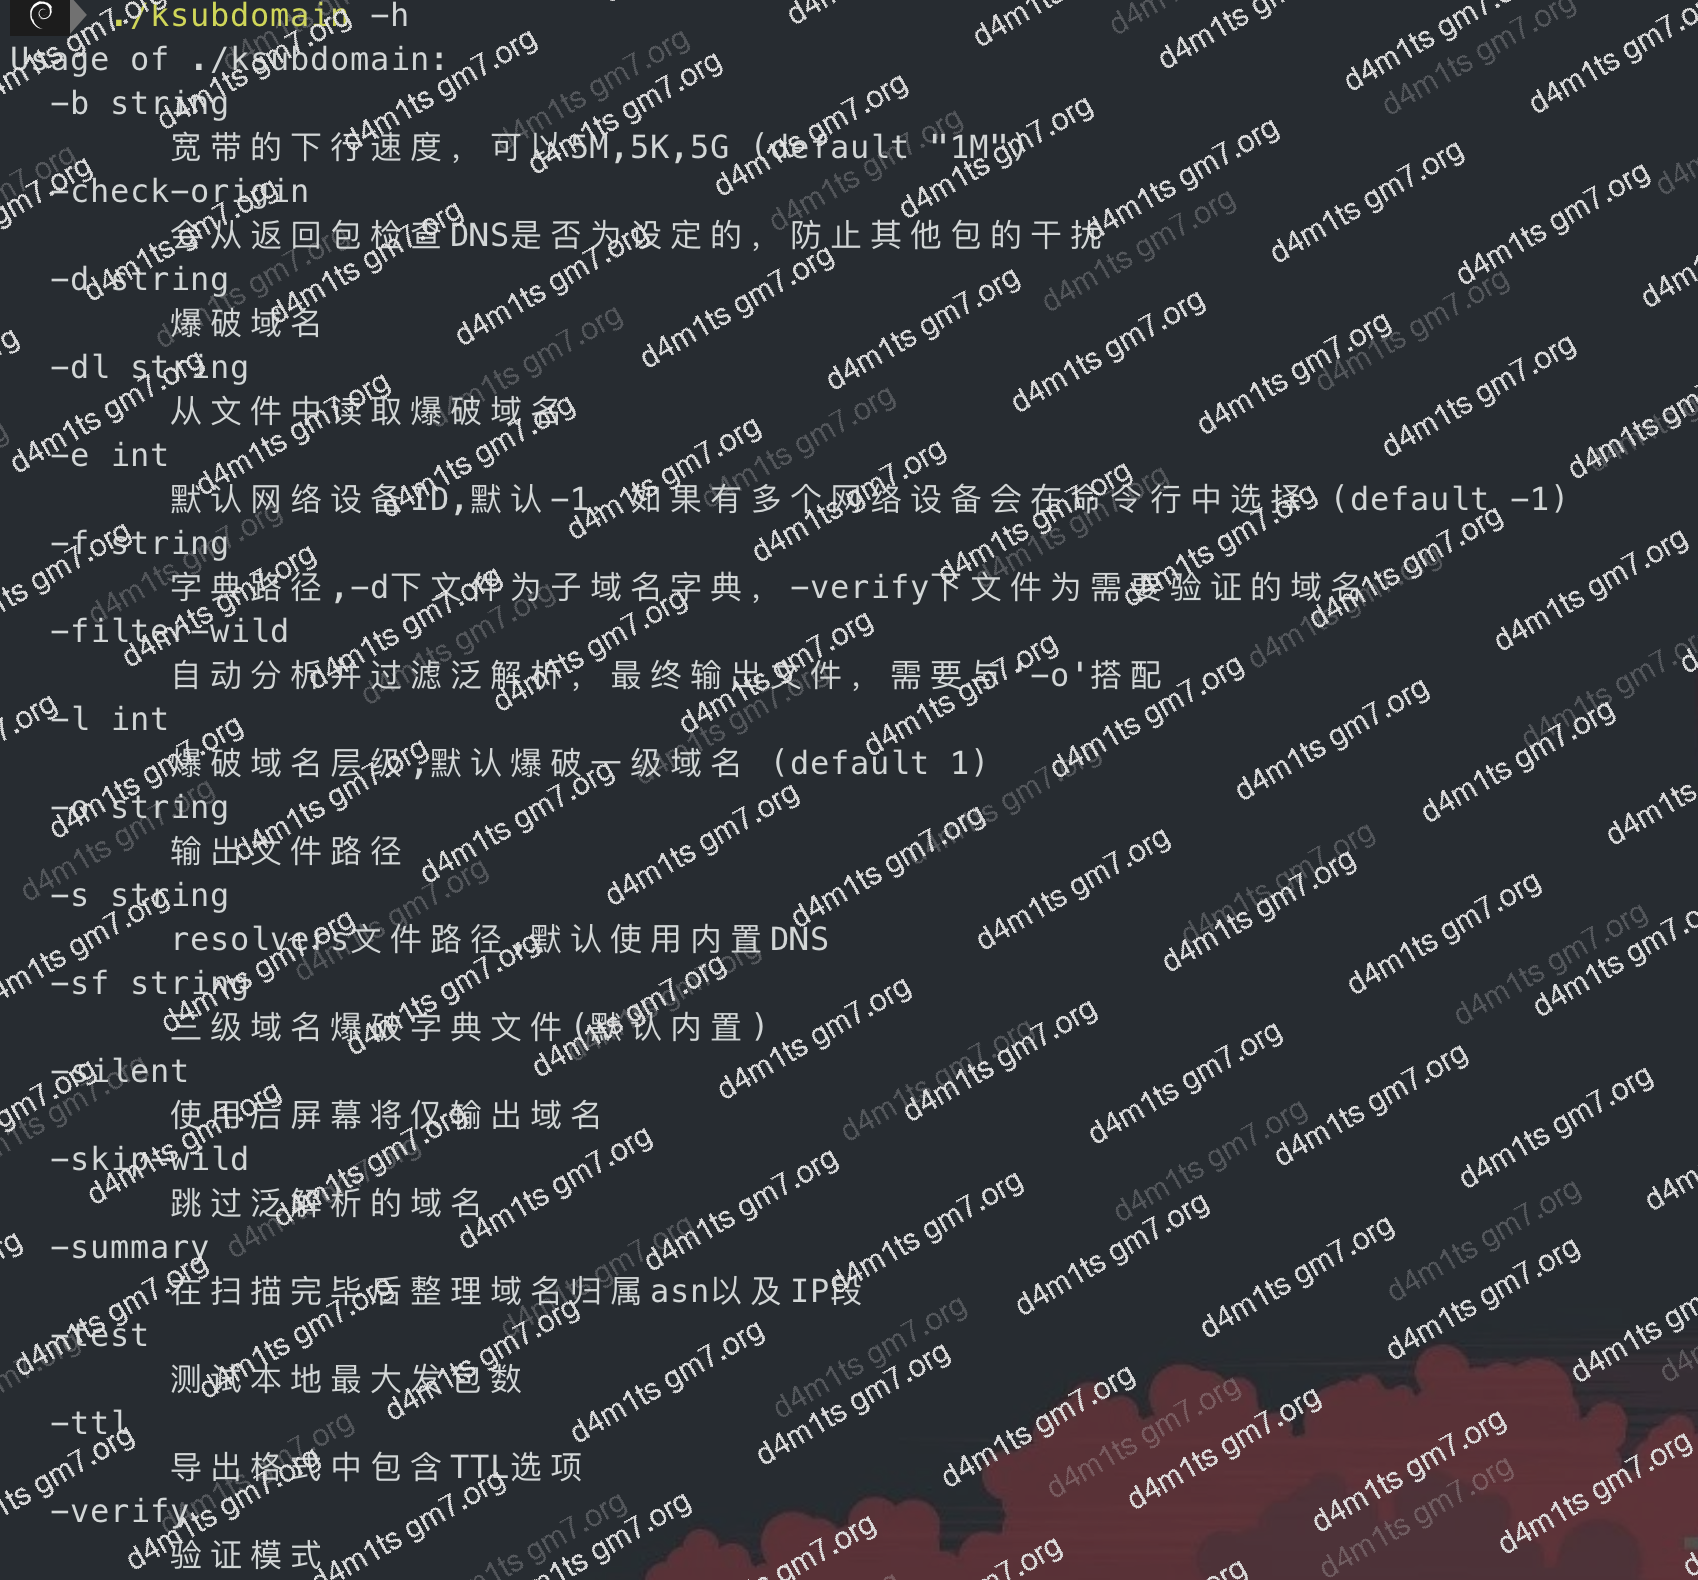 ./ksubdomain -h
Usage of ./ksubdomain:
-b string
宽带的下行速度，可以5M,5K,5G (default "1M")
-check-origin
会从返回包检查DNS是否为设定的，防止其他包的干扰
-d string
爆破域名
-dl string
从文件中读取爆破域名
-e int
默认网络设备ID,默认-1，如果有多个网络设备会在命令行中选择 (default -1)
-f string
字典路径,-d下文件为子域名字典，-verify下文件为需要验证的域名
-filter-wild
自动分析并过滤泛解析，最终输出文件，需要与'-o'搭配
-l int
爆破域名层级,默认爆破一级域名 (default 1)
-o string
输出文件路径
-s string
resolvers文件路径,默认使用内置DNS
-sf string
三级域名爆破字典文件(默认内置)
-silent
使用后屏幕将仅输出域名
-skip-wild
跳过泛解析的域名
-summary
在扫描完毕后整理域名归属asn以及IP段
-test
测试本地最大发包数
-ttl
导出格式中包含TTL选项
-verify
验证模式
d4m1ts gm7.org